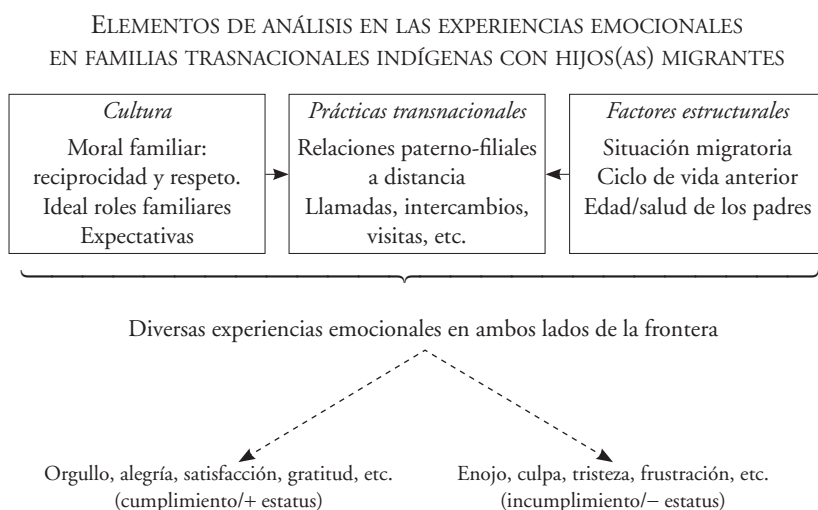 ELEMENTOS DE ANÁLISIS EN LAS EXPERIENCIAS EMOCIONALES
EN FAMILIAS TRASNACIONALES INDÍGENAS CON HIJOS(AS) MIGRANTES
Cultura
Moral familiar:
reciprocidad y respeto.
Ideal roles familiares
Expectativas
Prácticas transnacionales
Relaciones paterno-filiales
a distancia
Llamadas, intercambios,
visitas, etc.
Factores estructurales
Situación migratoria
Ciclo de vida anterior
Edad/salud de los padres
Diversas experiencias emocionales en ambos lados de la frontera
Orgullo, alegría, satisfacción, gratitud, etc.
(cumplimiento/+ estatus)
Enojo, culpa, tristeza, frustración, etc.
(incumplimiento/– estatus)